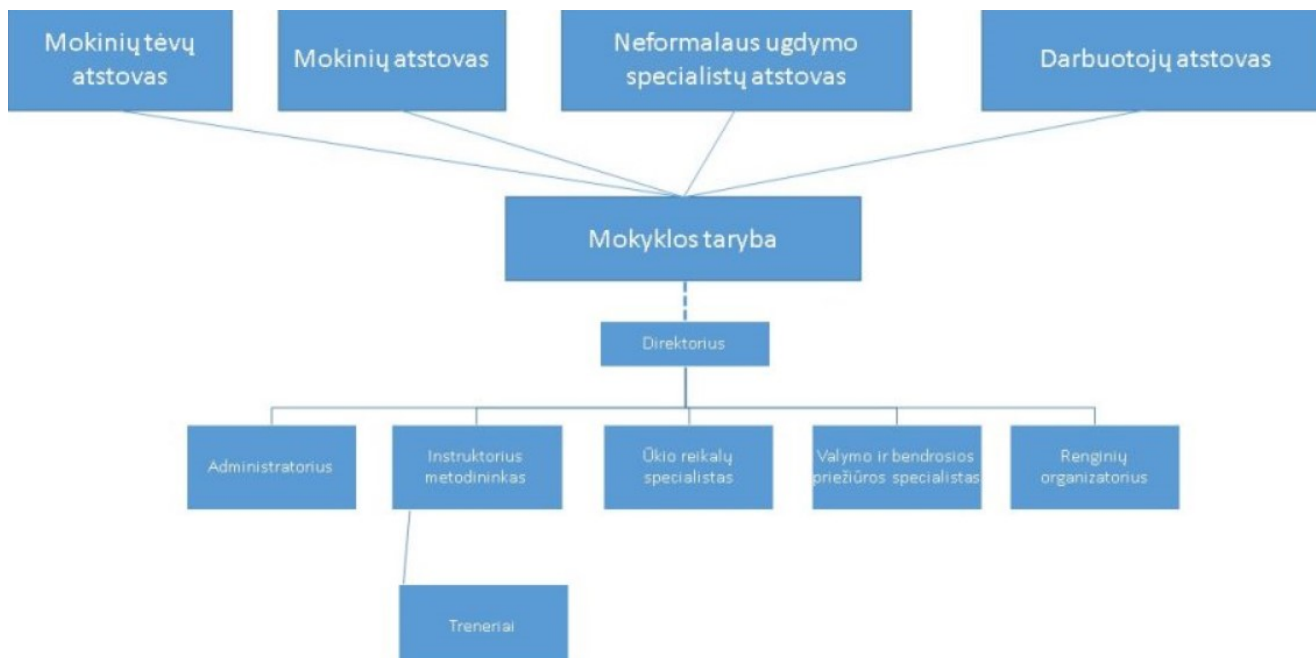 Mokinių tėvų
atstovas
Mokinių atstovas
Neformalaus ugdymo
specialistų atstovas
Darbuotojų atstovas
Mokyklos taryba
Direktorius
Administratorius
Instruktorius
metodininkas
Ūkio reikalų
specialistas
Valymo ir bendrosios
priežiūros specialistas
Renginių
organizatorius
Treneriai